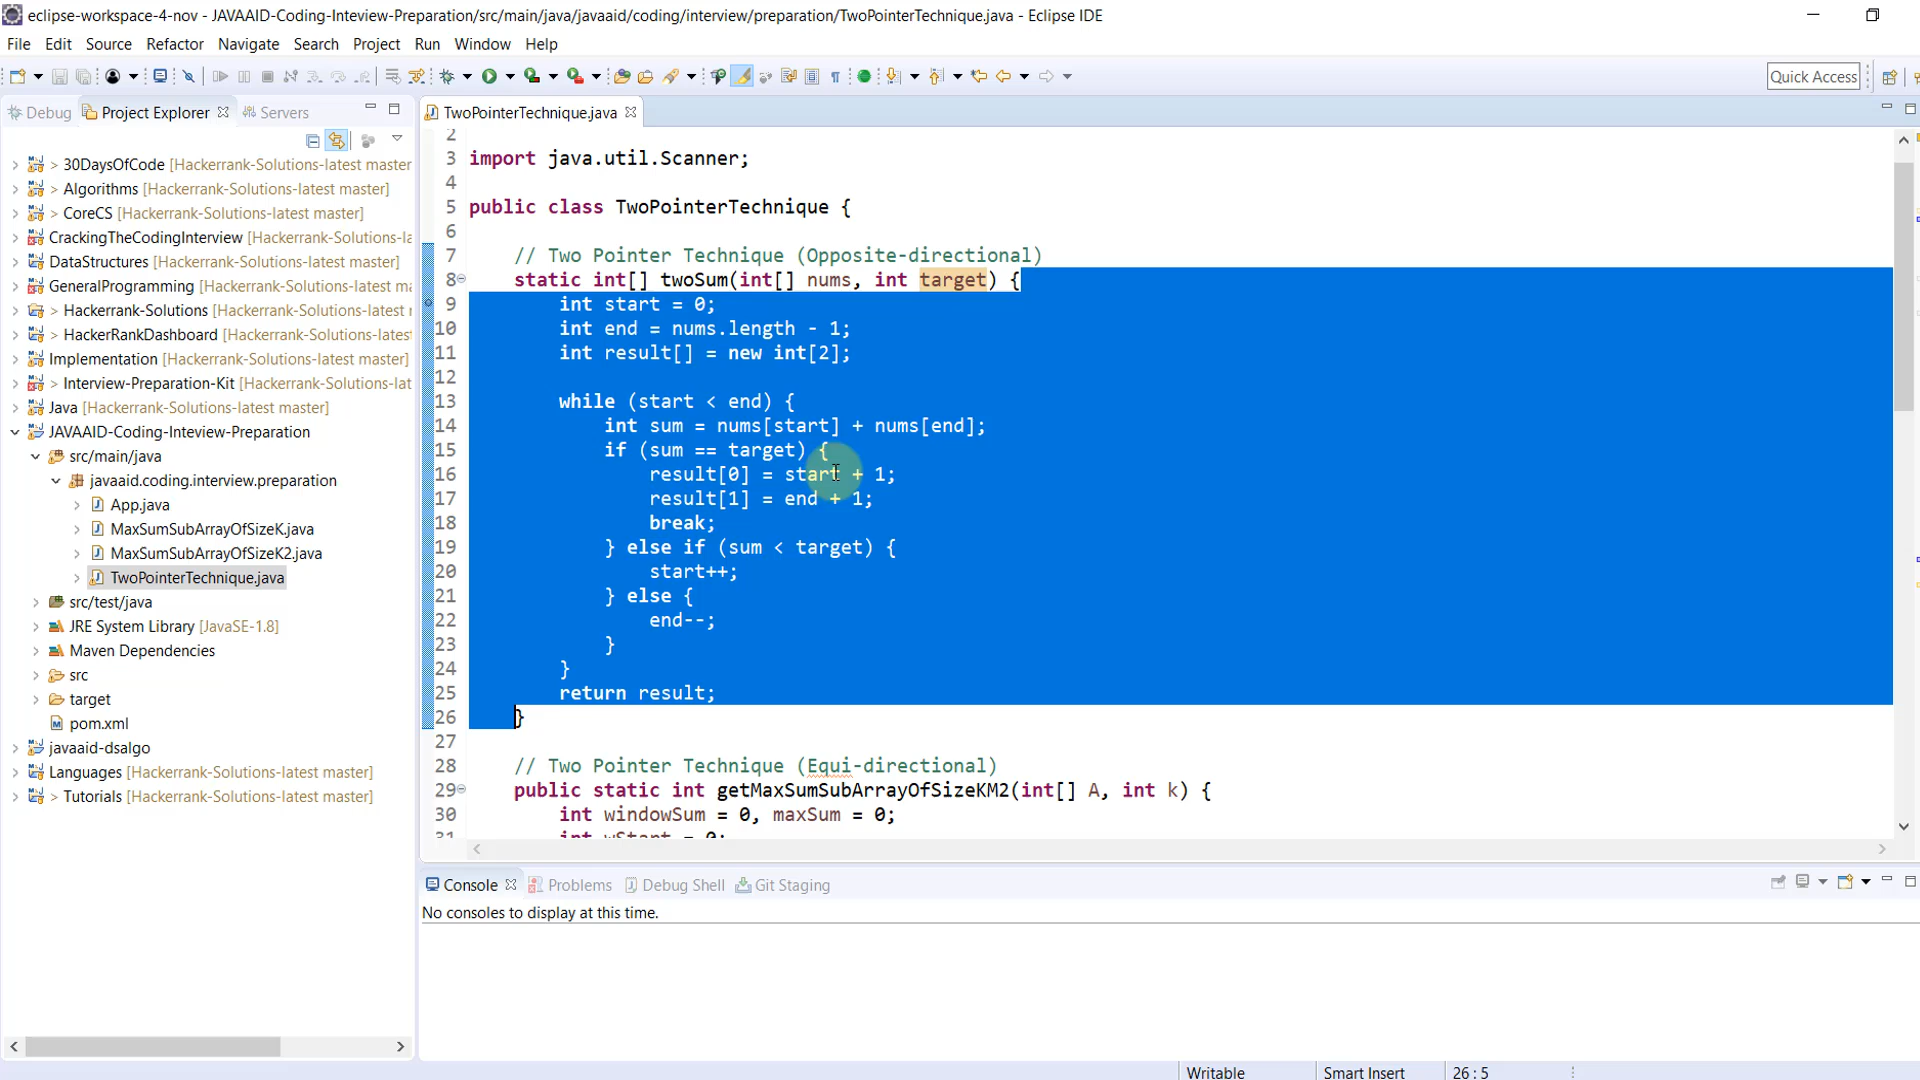 eclipse-workspace-4-nov - JAVAAID-Coding-Inteview-Preparation/src/main/java/javaaid/coding/interview/preparation/TwoPointerTechnique.java - Eclipse IDE
File Edit Source Refactor Navigate Search Project Run Window Help
Quick Access
Debug Project Explorer Servers
> 30DaysOfCode [Hackerrank-Solutions-latest master]
> Algorithms [Hackerrank-Solutions-latest master]
> CoreCS [Hackerrank-Solutions-latest master]
CrackingTheCodingInterview [Hackerrank-Solutions-la
DataStructures [Hackerrank-Solutions-latest master]
GeneralProgramming [Hackerrank-Solutions-latest mas
> Hackerrank-Solutions [Hackerrank-Solutions-latest r
> HackerRankDashboard [Hackerrank-Solutions-latest
Implementation [Hackerrank-Solutions-latest master]
> Interview-Preparation-Kit [Hackerrank-Solutions-lat
Java [Hackerrank-Solutions-latest master]
JAVAAID-Coding-Inteview-Preparation
src/main/java
javaaid.coding.interview.preparation
App.java
MaxSumSubArrayOfSizeK.java
MaxSumSubArrayOfSizeK2.java
TwoPointerTechnique.java
src/test/java
JRE System Library [JavaSE-1.8]
Maven Dependencies
src
target
pom.xml
javaaid-dsalgo
Languages [Hackerrank-Solutions-latest master]
> Tutorials [Hackerrank-Solutions-latest master]
TwoPointerTechnique.java
2
3 import java.util.Scanner;
4
5 public class TwoPointerTechnique {
6
7 // Two Pointer Technique (Opposite-directional)
8 static int[] twoSum(int[] nums, int target) {
9 int start = 0;
10 int end = nums.length - 1;
11 int result[] = new int[2];
12
13 while (start < end) {
14 int sum = nums[start] + nums[end];
15 if (sum == target) {
16 result[0] = start + 1;
17 result[1] = end + 1;
18 break;
19 } else if (sum < target) {
20 start++;
21 } else {
22 end--;
23 }
24 }
25 return result;
26 }
27
28 // Two Pointer Technique (Equi-directional)
29 public static int getMaxSumSubArrayOfSizeKM2(int[] A, int k) {
30 int windowSum = 0, maxSum = 0;
31 int wStart = 0;
Console Problems Debug Shell Git Staging
No consoles to display at this time.
Writable Smart Insert 26 : 5